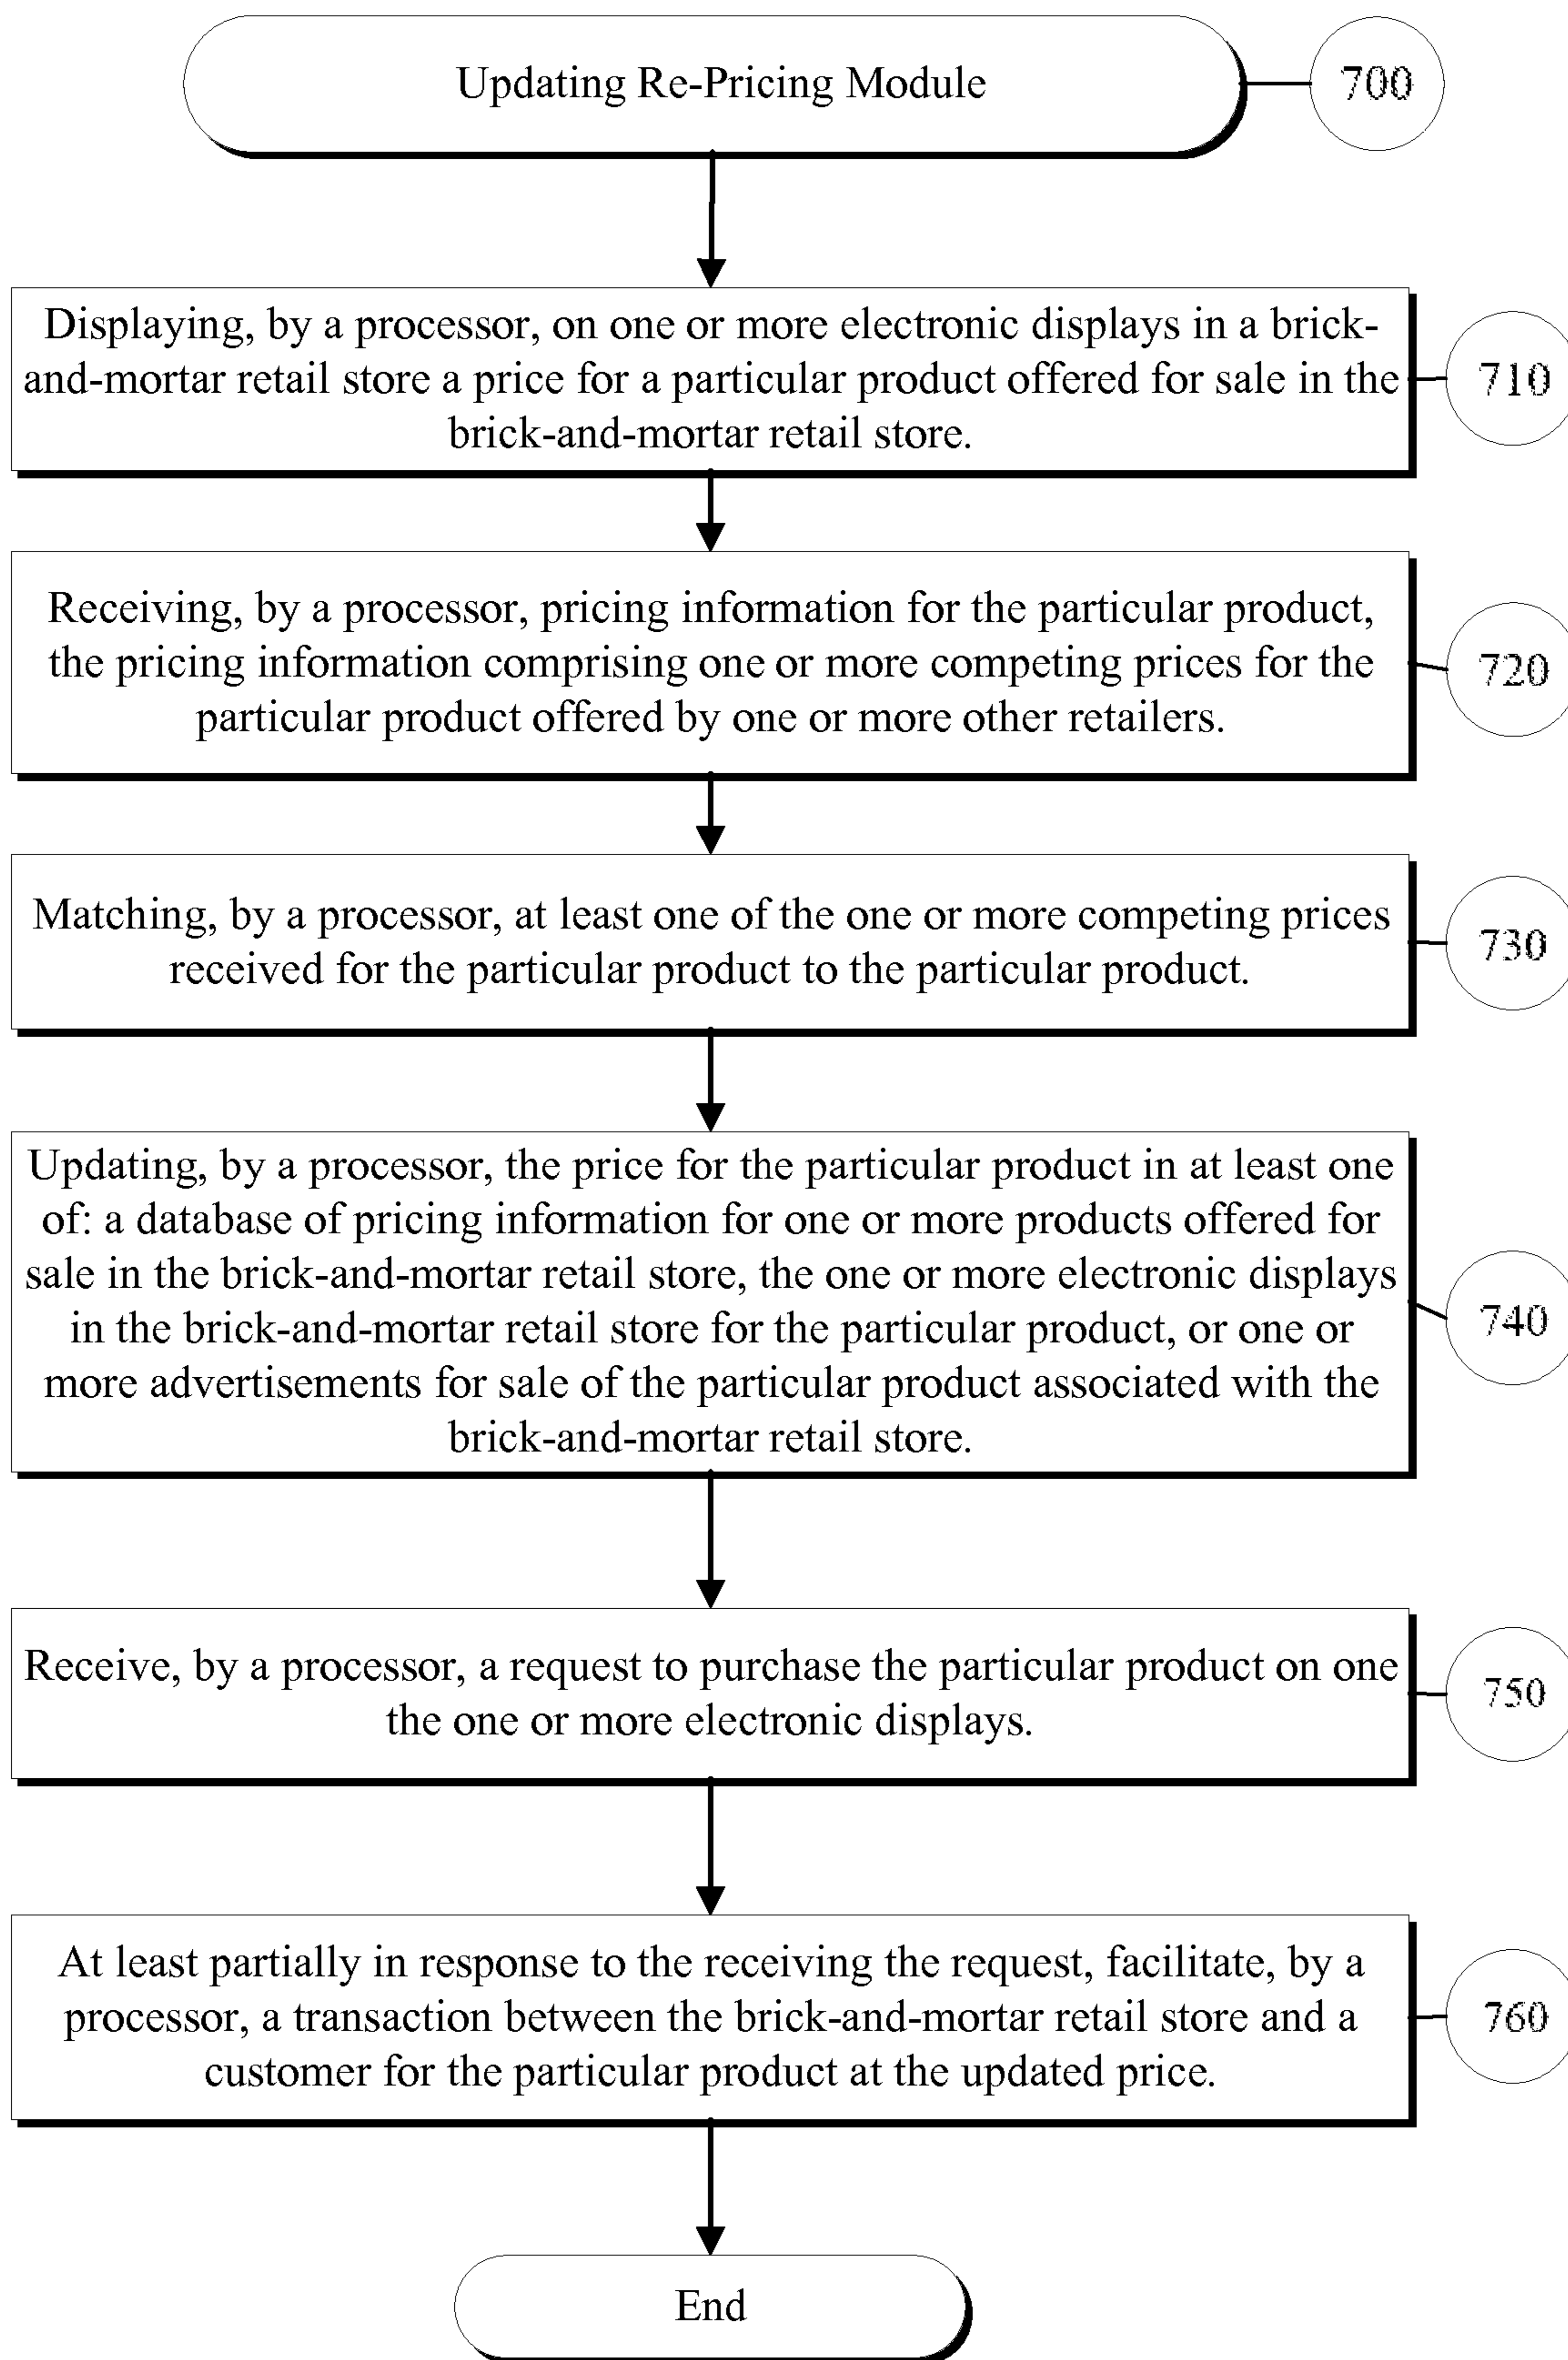 Updating Re-Pricing Module
700
Displaying, by a processor, on one or more electronic displays in a brick-
and-mortar retail store a price for a particular product offered for sale in the
brick-and-mortar retail store.
710
Receiving, by a processor, pricing information for the particular product,
the pricing information comprising one or more competing prices for the
particular product offered by one or more other retailers.
720
Matching, by a processor, at least one of the one or more competing prices
received for the particular product to the particular product.
730
Updating, by a processor, the price for the particular product in at least one
of: a database of pricing information for one or more products offered for
sale in the brick-and-mortar retail store, the one or more electronic displays
in the brick-and-mortar retail store for the particular product, or one or
more advertisements for sale of the particular product associated with the
brick-and-mortar retail store.
740
Receive, by a processor, a request to purchase the particular product on one
the one or more electronic displays.
750
At least partially in response to the receiving the request, facilitate, by a
processor, a transaction between the brick-and-mortar retail store and a
customer for the particular product at the updated price.
760
End